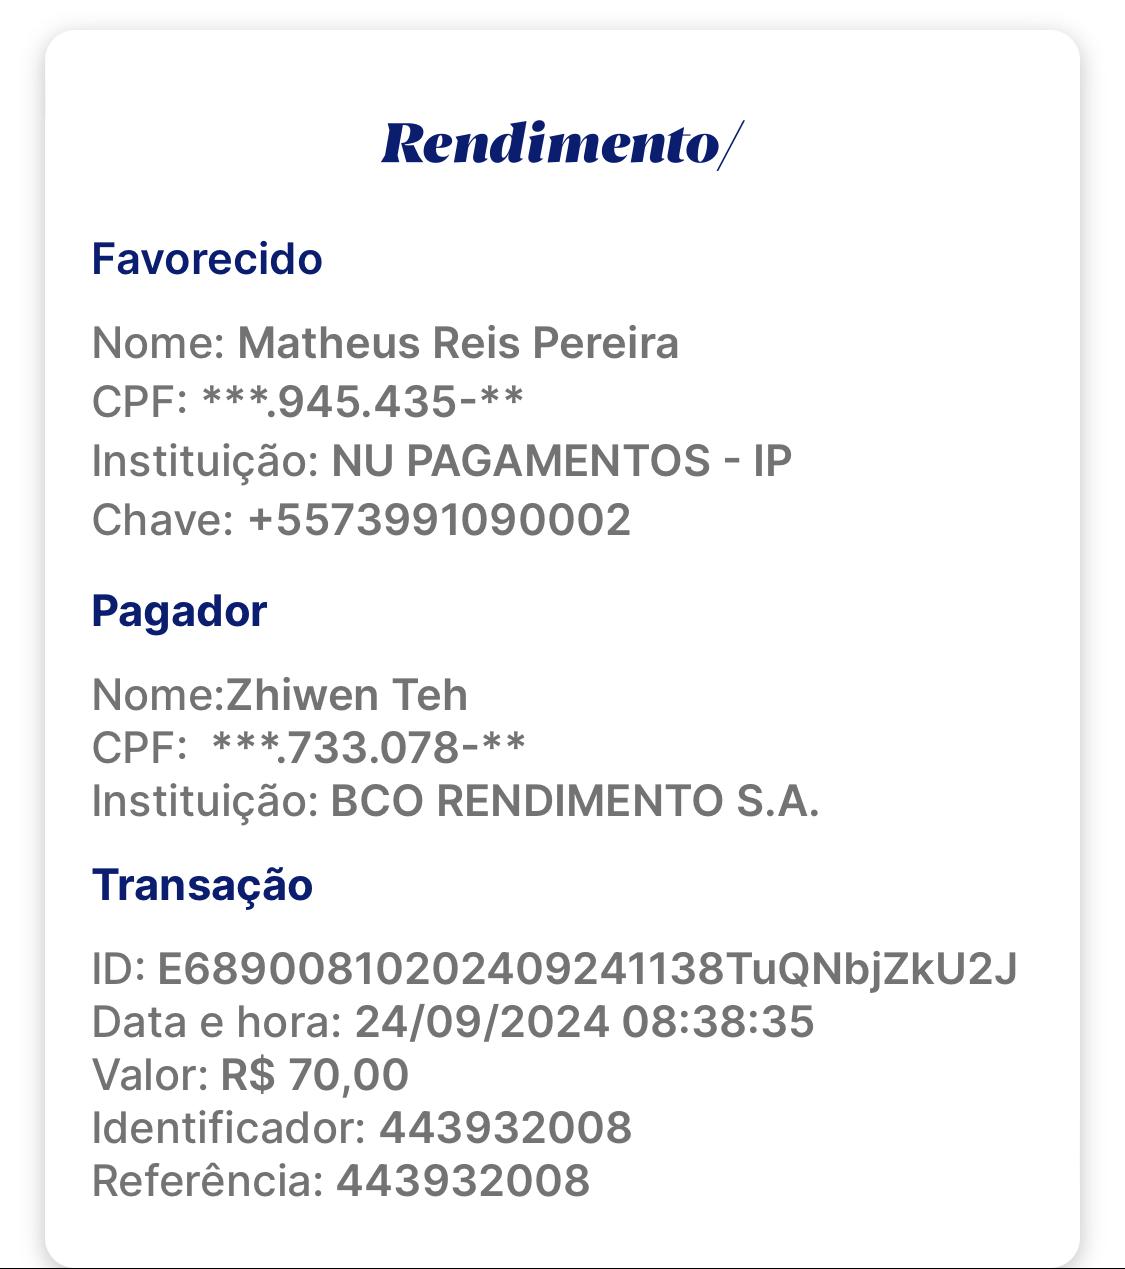 Rendimento/
Favorecido
Nome: Matheus Reis Pereira
CPF: ***.945.435-**
Instituição: NU PAGAMENTOS - IP
Chave: +5573991090002
Pagador
Nome:Zhiwen Teh
CPF:  ***.733.078-**
Instituição: BCO RENDIMENTO S.A.
Transação
ID: E68900810202409241138TuQNbjZkU2J
Data e hora: 24/09/2024 08:38:35
Valor: R$ 70,00
Identificador: 443932008
Referência: 443932008